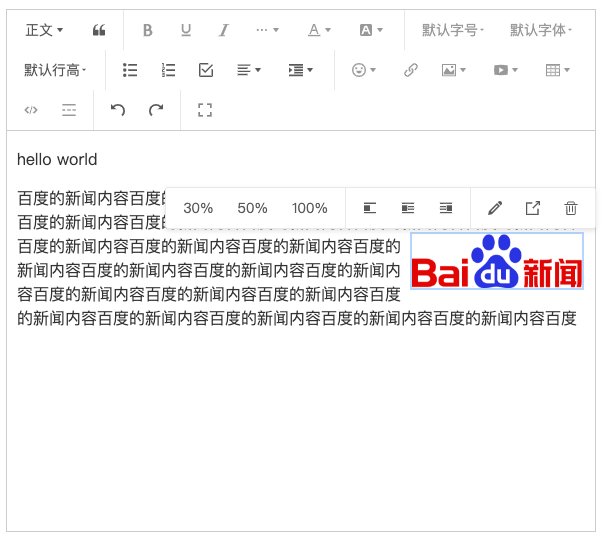 正文 B U I A A 默认字号 默认字体
默认行高
hello world
百度的新闻内容百度的
30% 50% 100%
百度的新闻内容百度的
百度的新闻内容百度的新闻内容百度的新闻内容百度的
Bai du 新闻
新闻内容百度的新闻内容百度的新闻内容百度的新闻内
容百度的新闻内容百度的新闻内容百度的新闻内容百度
的新闻内容百度的新闻内容百度的新闻内容百度的新闻内容百度的新闻内容百度